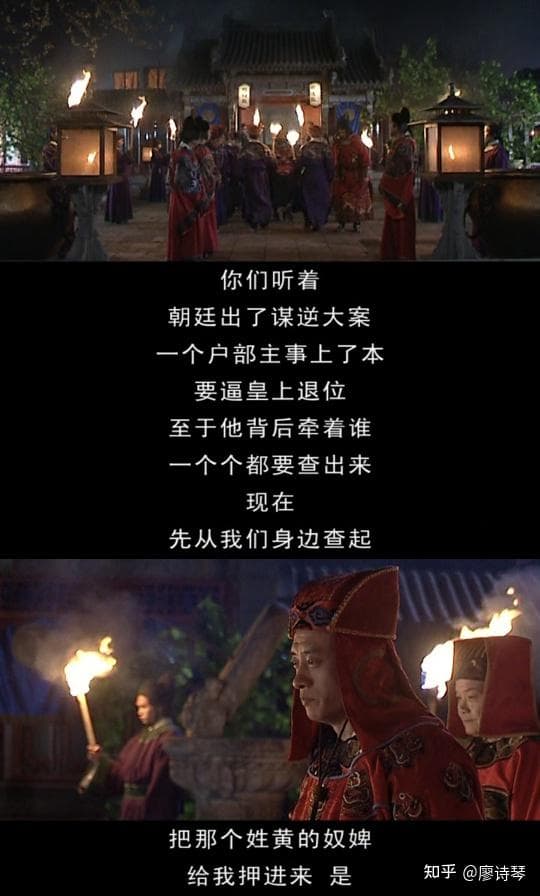 你们听着
朝廷出了谋逆大案
一个户部主事上了本
要逼皇上退位
至于他背后牵着谁
一个个都要查出来
现在
先从我们身边查起
把那个姓黄的奴婢
给我押进来 是
知乎 @廖诗琴